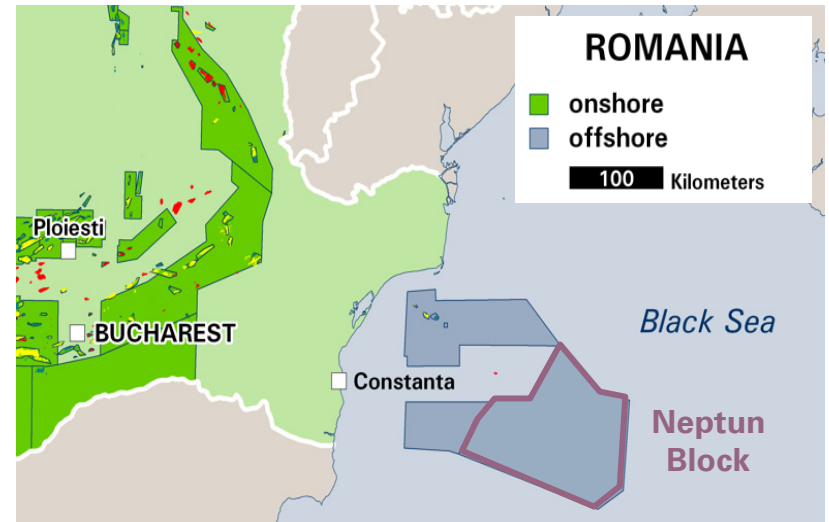 ROMANIA
onshore
offshore
100 Kilometers
Ploiesti
BUCHAREST
Black Sea
Constanta
Neptun
Block